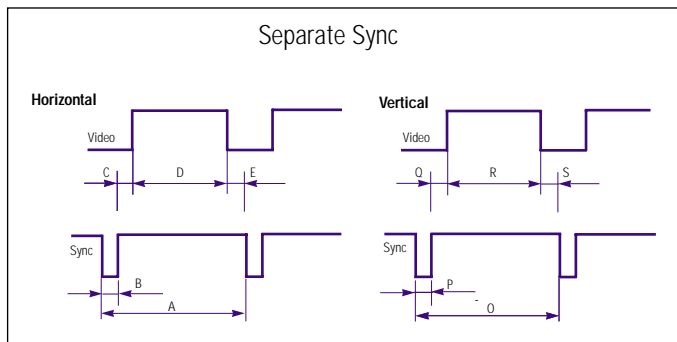 Separate Sync
Horizontal
Vertical
Video
Video
C D E
Q R S
Sync
Sync
B
P
A
O